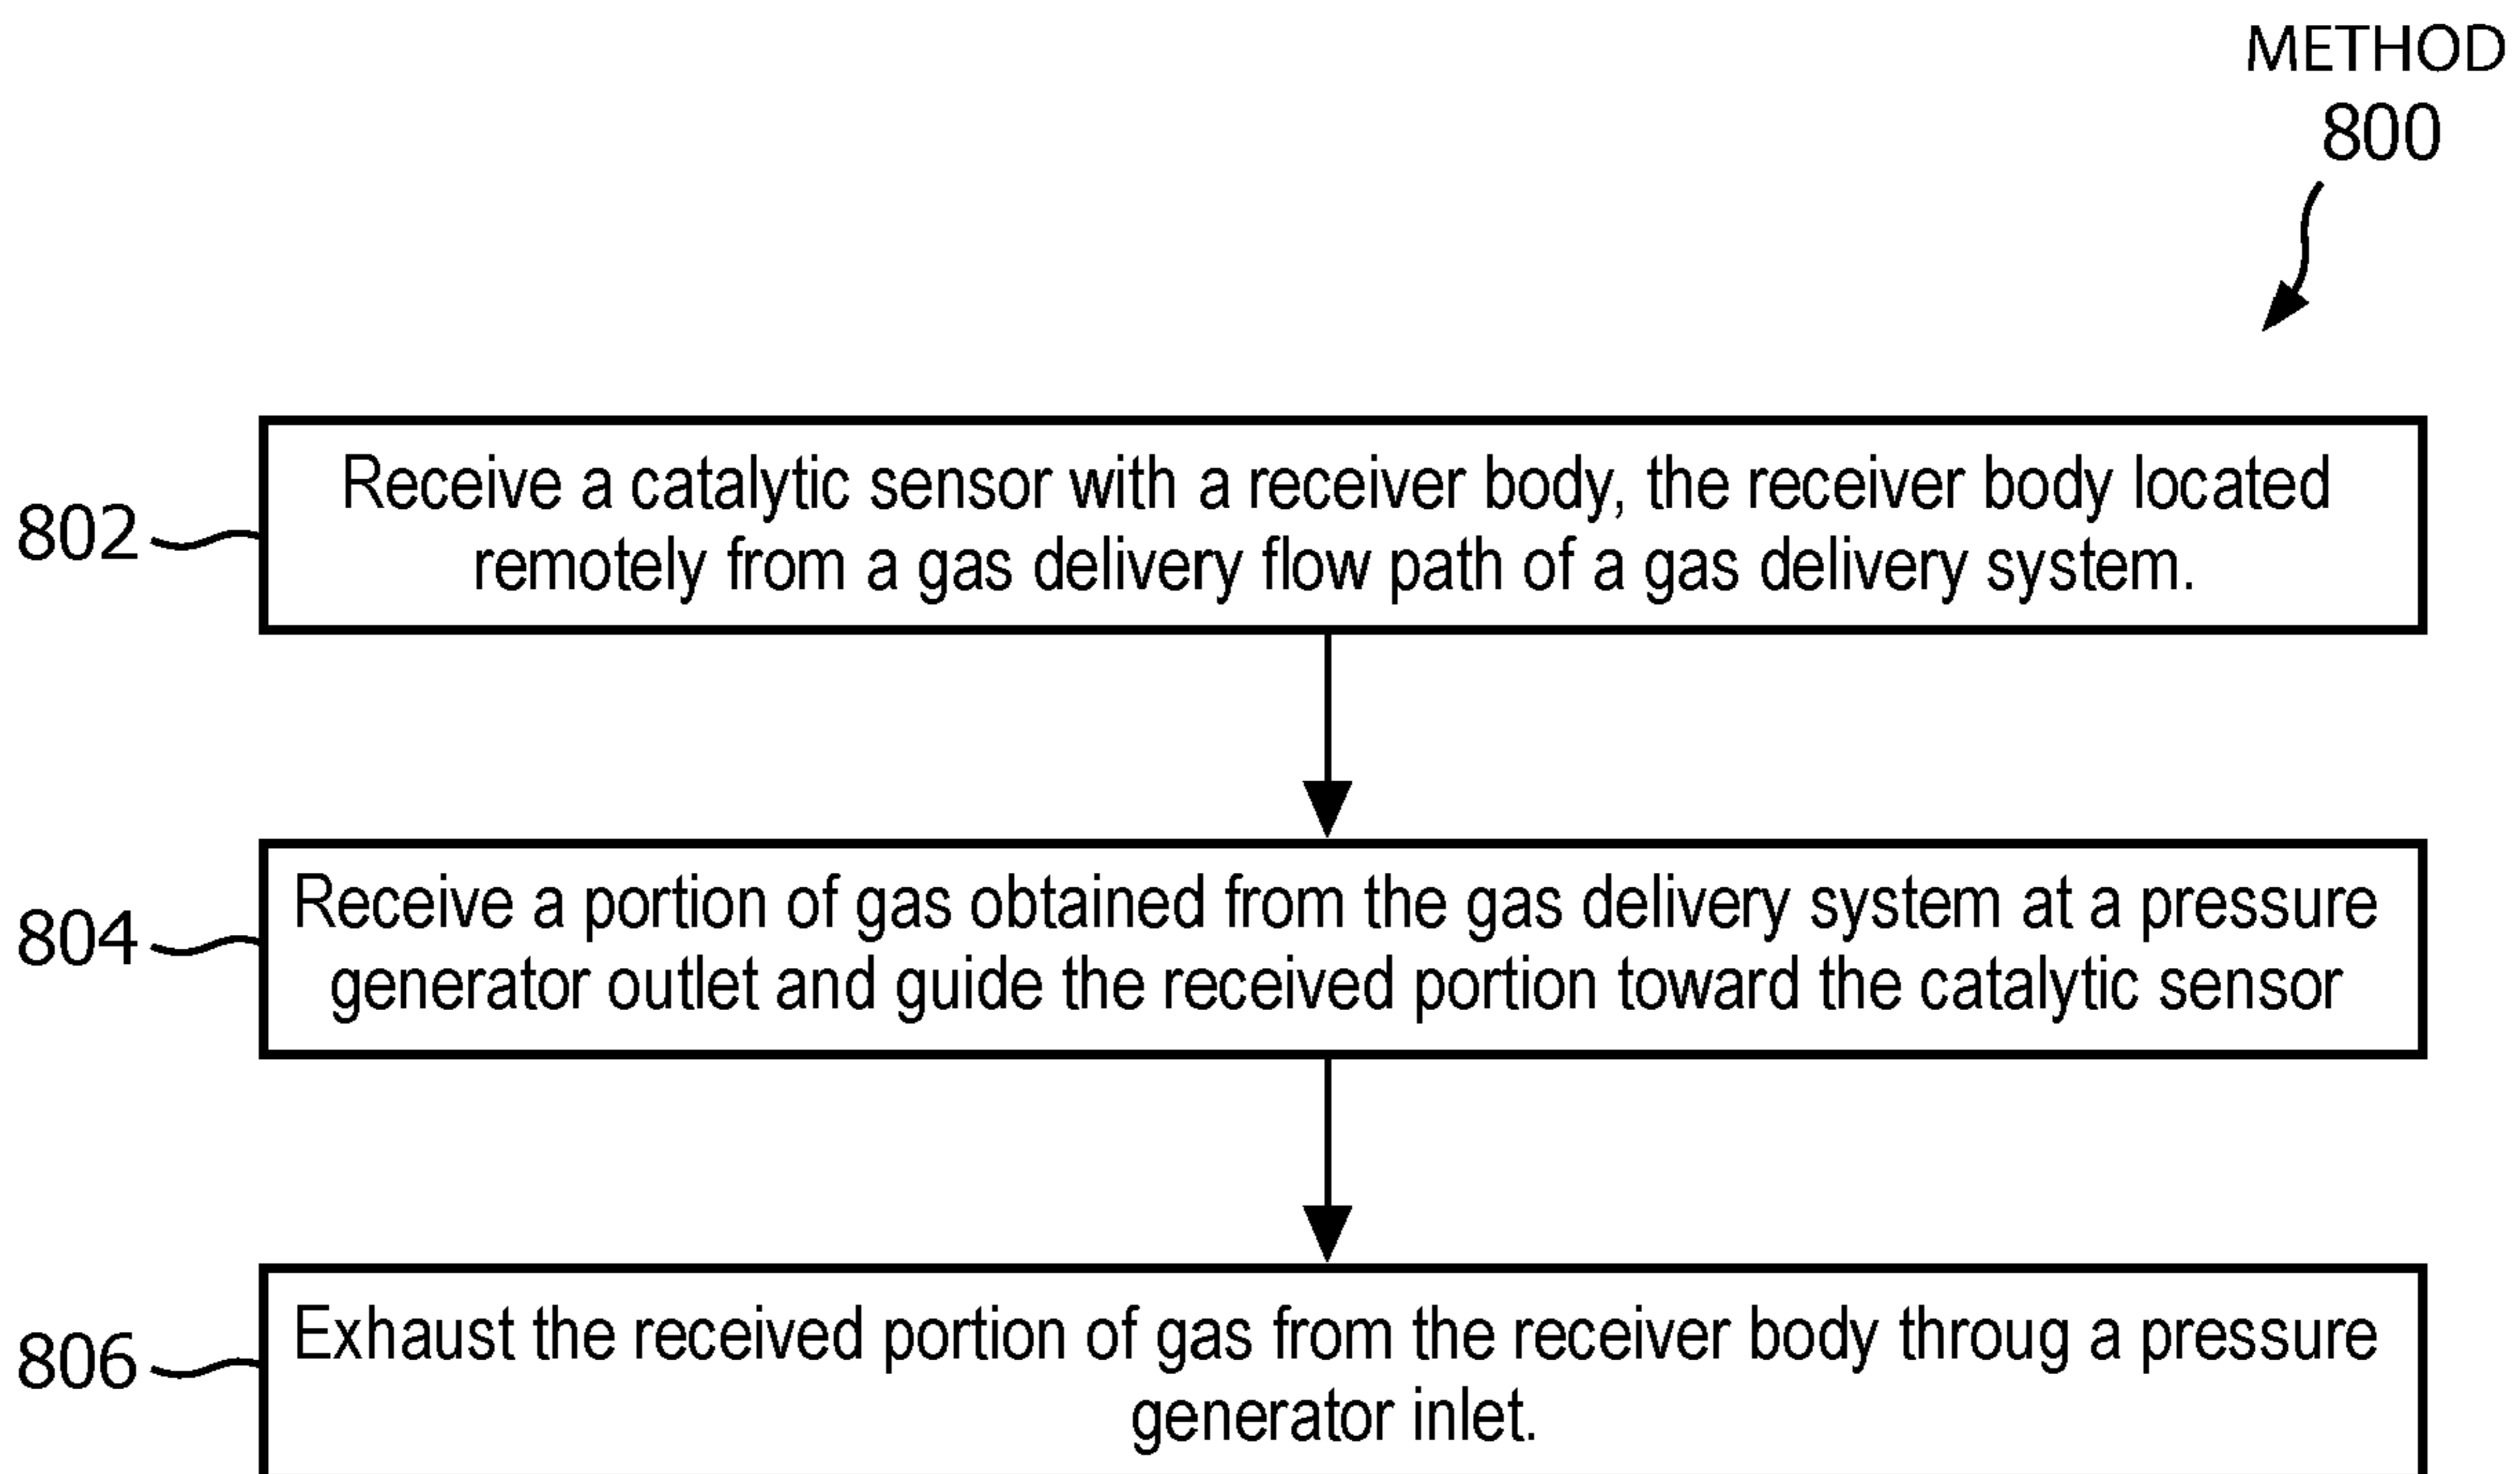 METHOD
800
802
Receive a catalytic sensor with a receiver body, the receiver body located
remotely from a gas delivery flow path of a gas delivery system.
804
Receive a portion of gas obtained from the gas delivery system at a pressure
generator outlet and guide the received portion toward the catalytic sensor
806
Exhaust the received portion of gas from the receiver body throug a pressure
generator inlet.